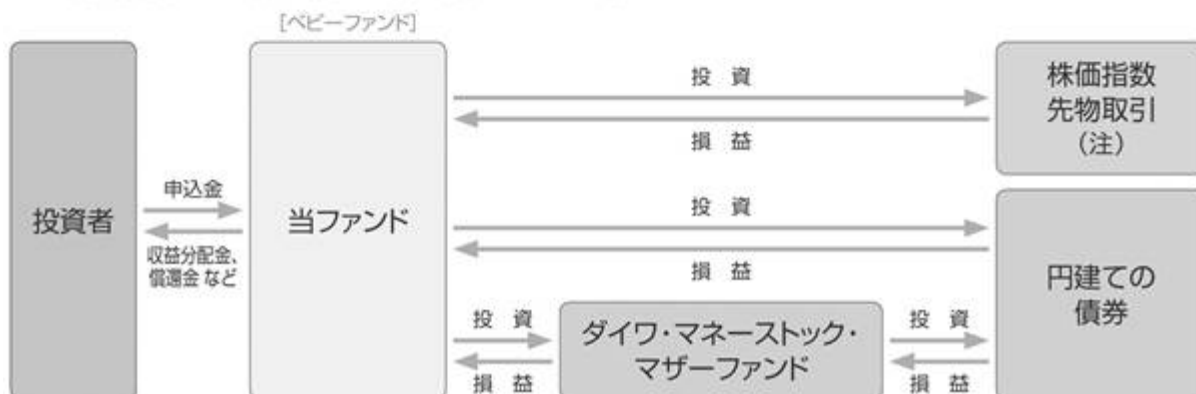 [ベビーファンド]
投資者
申込金
収益分配金、
償還金 など
当ファンド
投 資
損 益
株価指数
先物取引
(注)
投 資
損 益
円建ての
債券
投 資
損 益
ダイワ・マネーストック・
マザーファンド
投 資
損 益